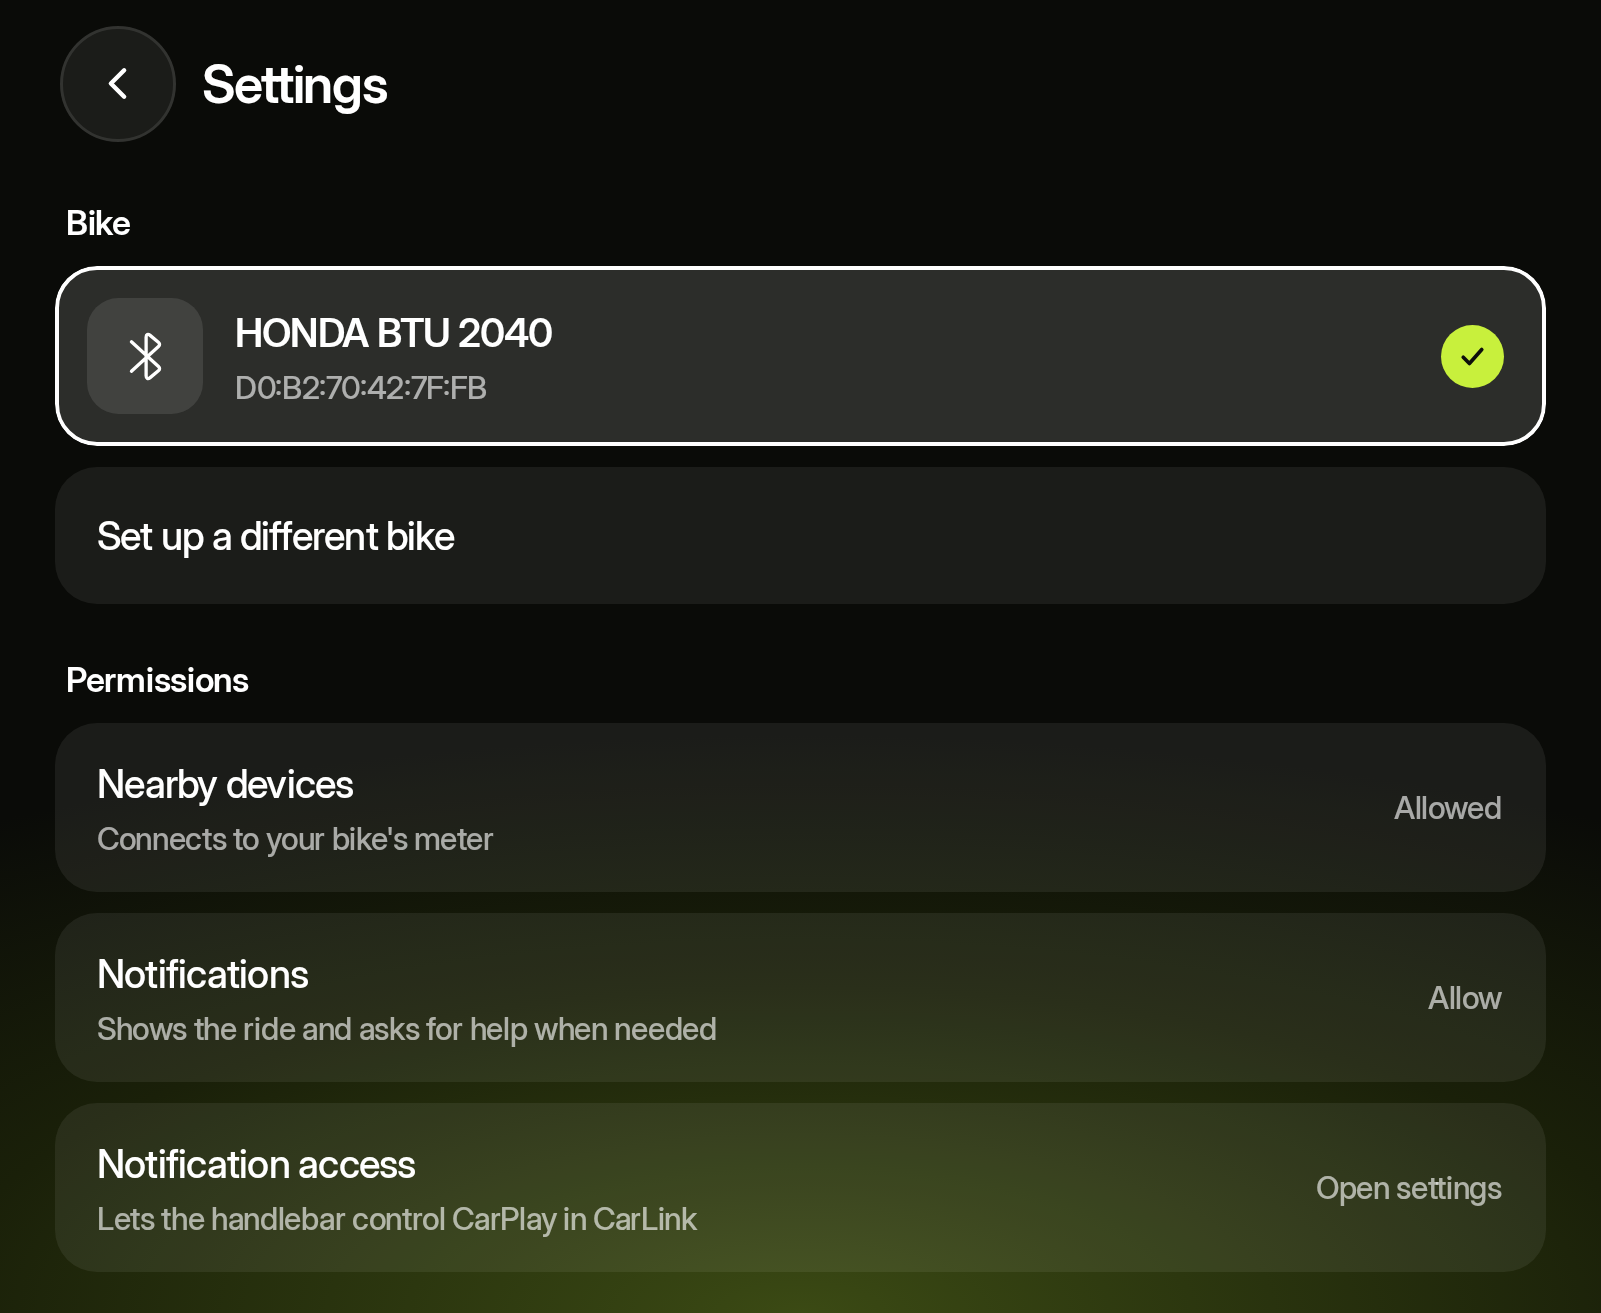 Settings
Bike
HONDA BTU 2040
D0:B2:70:42:7F:FB
Set up a different bike
Permissions
Nearby devices
Connects to your bike's meter
Allowed
Notifications
Shows the ride and asks for help when needed
Allow
Notification access
Lets the handlebar control CarPlay in CarLink
Open settings